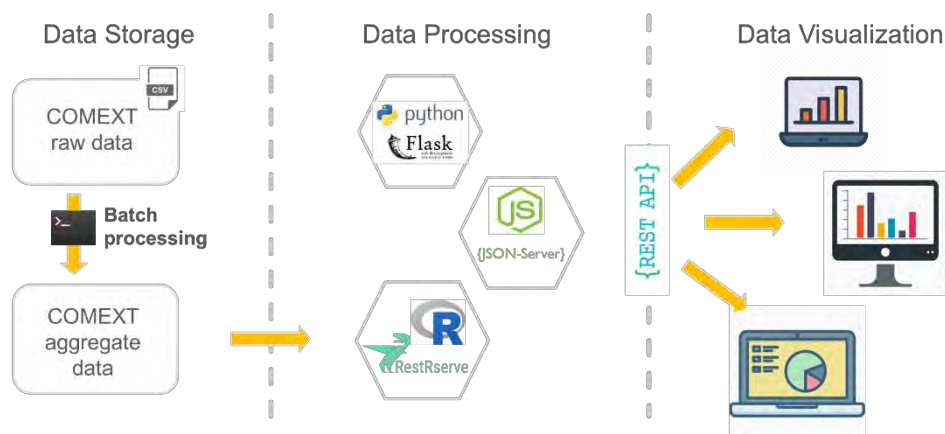 Data Storage
Data Processing
Data Visualization
CSV
COMEXT
raw data
>_
Batch
processing
COMEXT
aggregate
data
python
Flask
JS
{JSON-Server}
R
RestRserve
{REST API}